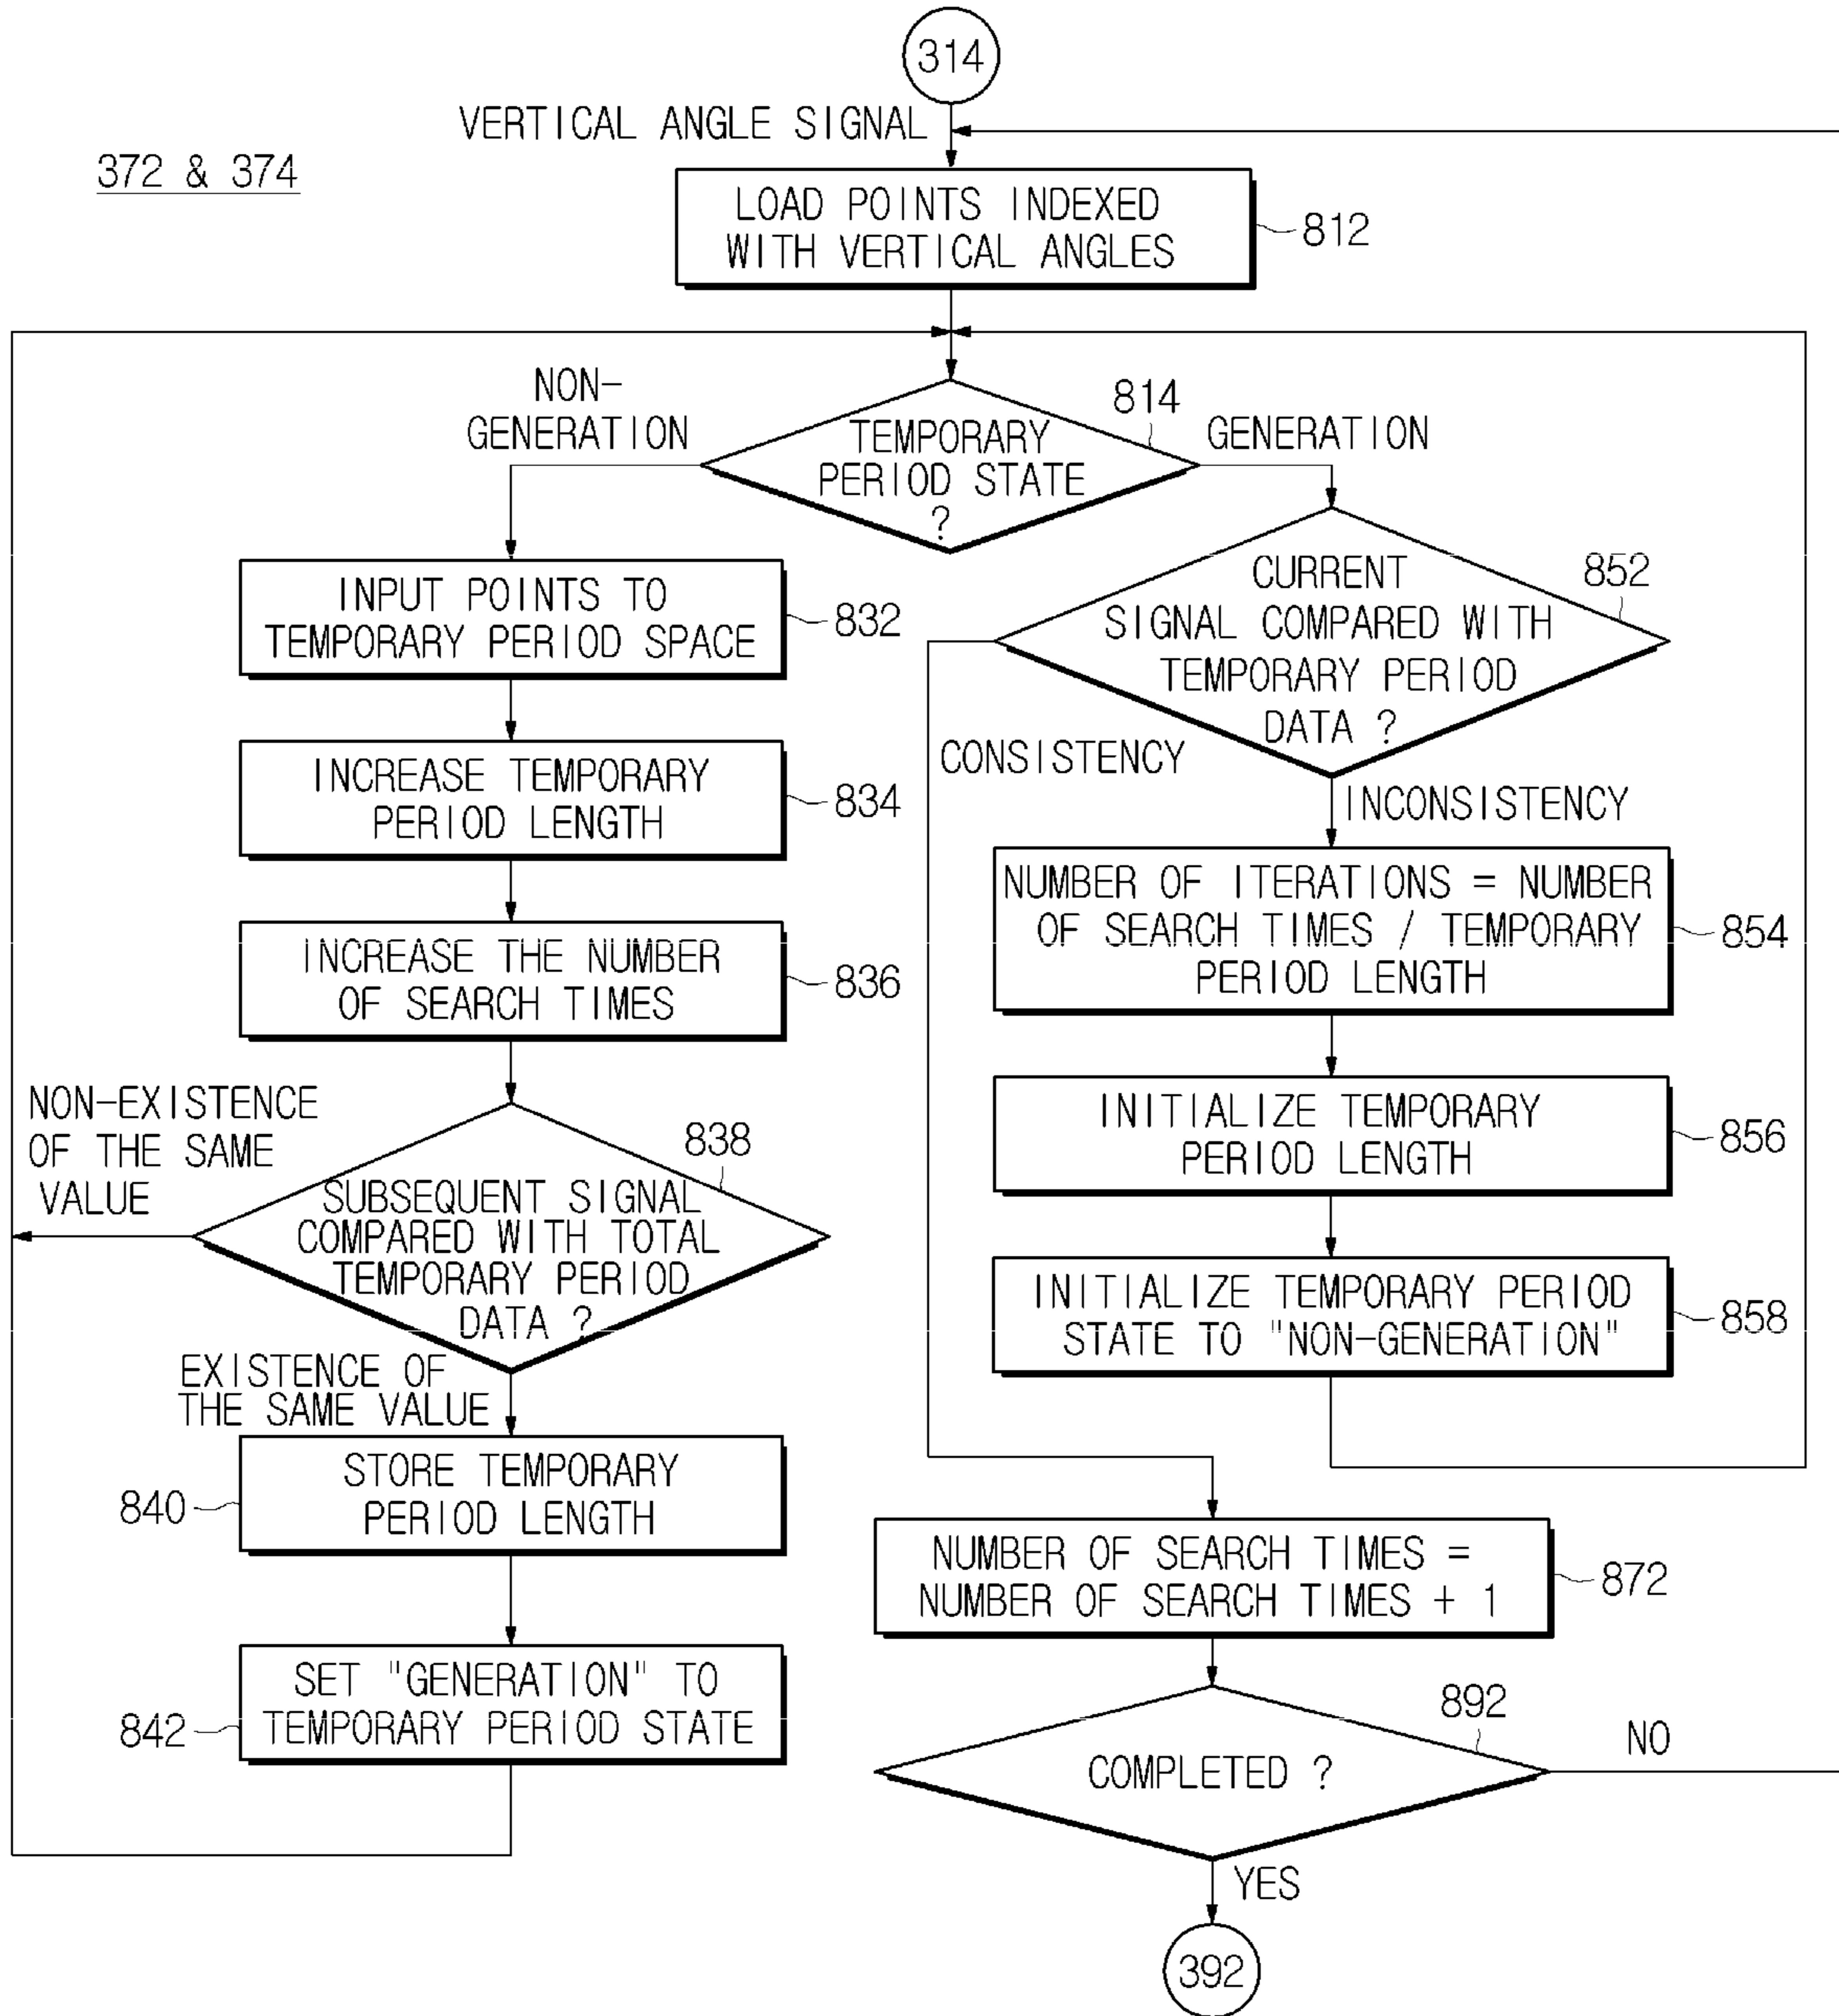 314
VERTICAL ANGLE SIGNAL
372 & 374
LOAD POINTS INDEXED
WITH VERTICAL ANGLES
812
NON-
GENERATION
814
GENERATION
TEMPORARY
PERIOD STATE
?
INPUT POINTS TO
TEMPORARY PERIOD SPACE
832
CURRENT
SIGNAL COMPARED WITH
TEMPORARY PERIOD
DATA ?
852
CONSISTENCY
INCONSISTENCY
INCREASE TEMPORARY
PERIOD LENGTH
834
NUMBER OF ITERATIONS = NUMBER
OF SEARCH TIMES / TEMPORARY
PERIOD LENGTH
854
INCREASE THE NUMBER
OF SEARCH TIMES
836
INITIALIZE TEMPORARY
PERIOD LENGTH
856
NON-EXISTENCE
OF THE SAME
VALUE
838
SUBSEQUENT SIGNAL
COMPARED WITH TOTAL
TEMPORARY PERIOD
DATA ?
INITIALIZE TEMPORARY PERIOD
STATE TO "NON-GENERATION"
858
EXISTENCE OF
THE SAME VALUE
STORE TEMPORARY
PERIOD LENGTH
840
NUMBER OF SEARCH TIMES =
NUMBER OF SEARCH TIMES + 1
872
SET "GENERATION" TO
TEMPORARY PERIOD STATE
842
892
COMPLETED ?
NO
YES
392